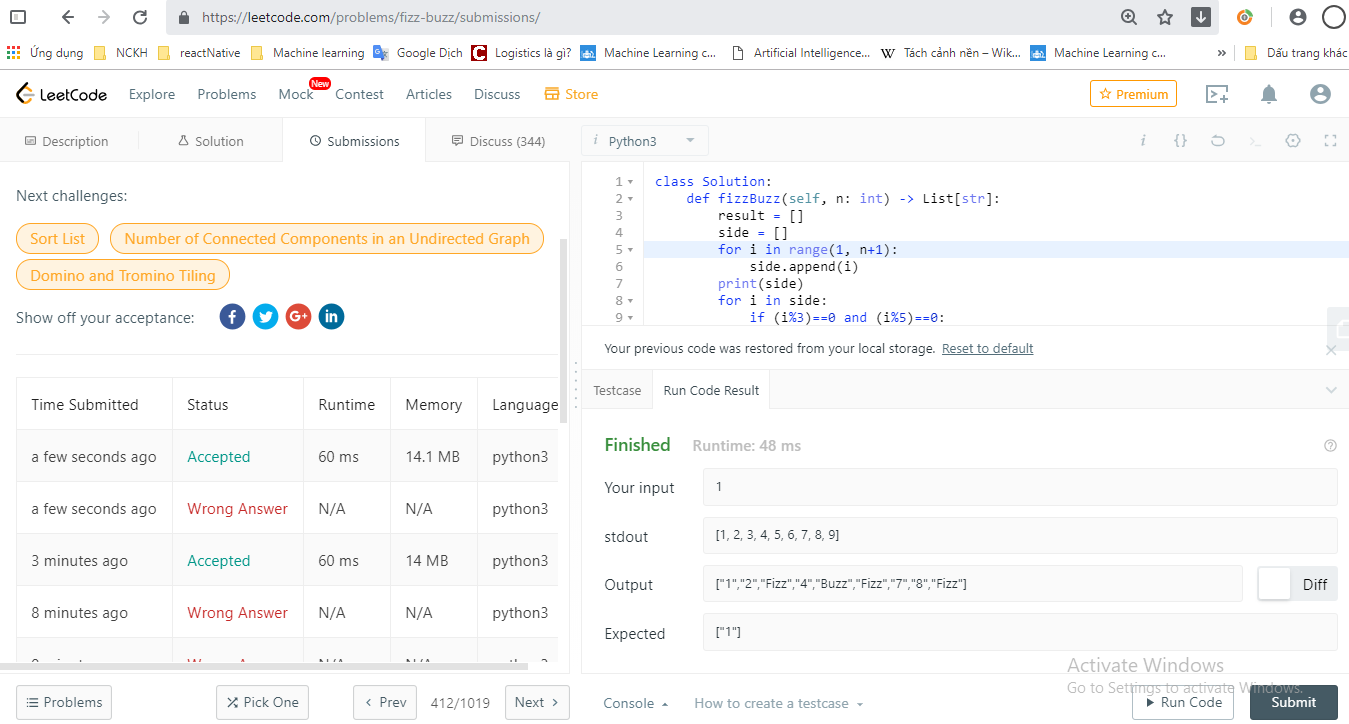 https://leetcode.com/problems/fizz-buzz/submissions/
Ứng dụng NCKH reactNative Machine learning Google Dịch Logistics là gì? Machine Learning c... Artificial Intelligence... Tách cảnh nền – Wik... Machine Learning c... » Dấu trang khác
LeetCode Explore Problems Mock New Contest Articles Discuss Store Premium
Description Solution Submissions Discuss (344)
Next challenges:
Sort List Number of Connected Components in an Undirected Graph
Domino and Tromino Tiling
Show off your acceptance:
Time Submitted Status Runtime Memory Language
a few seconds ago Accepted 60 ms 14.1 MB python3
a few seconds ago Wrong Answer N/A N/A python3
3 minutes ago Accepted 60 ms 14 MB python3
8 minutes ago Wrong Answer N/A N/A python3
Problems Pick One Prev 412/1019 Next
i Python3
1 class Solution:
2 def fizzBuzz(self, n: int) -> List[str]:
3 result = []
4 side = []
5 for i in range(1, n+1):
6 side.append(i)
7 print(side)
8 for i in side:
9 if (i%3)==0 and (i%5)==0:
Your previous code was restored from your local storage. Reset to default
Testcase Run Code Result
Finished Runtime: 48 ms
Your input 1
stdout [1, 2, 3, 4, 5, 6, 7, 8, 9]
Output ["1","2","Fizz","4","Buzz","Fizz","7","8","Fizz"] Diff
Expected ["1"]
Activate Windows
Go to Settings to activate Windows.
Console How to create a testcase Run Code Submit